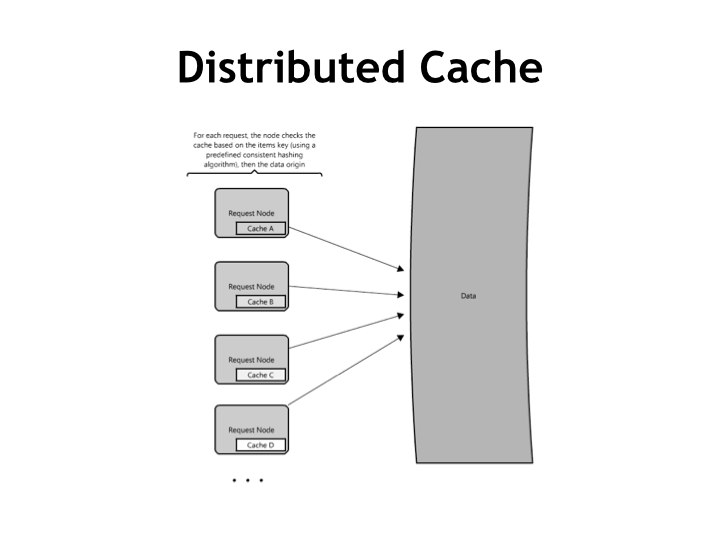 Distributed Cache
For each request, the node checks the
cache based on the items key (using a
predefined consistent hashing
algorithm), then the data origin
Request Node
Cache A
Request Node
Cache B
Data
Request Node
Cache C
Request Node
Cache D
. . .